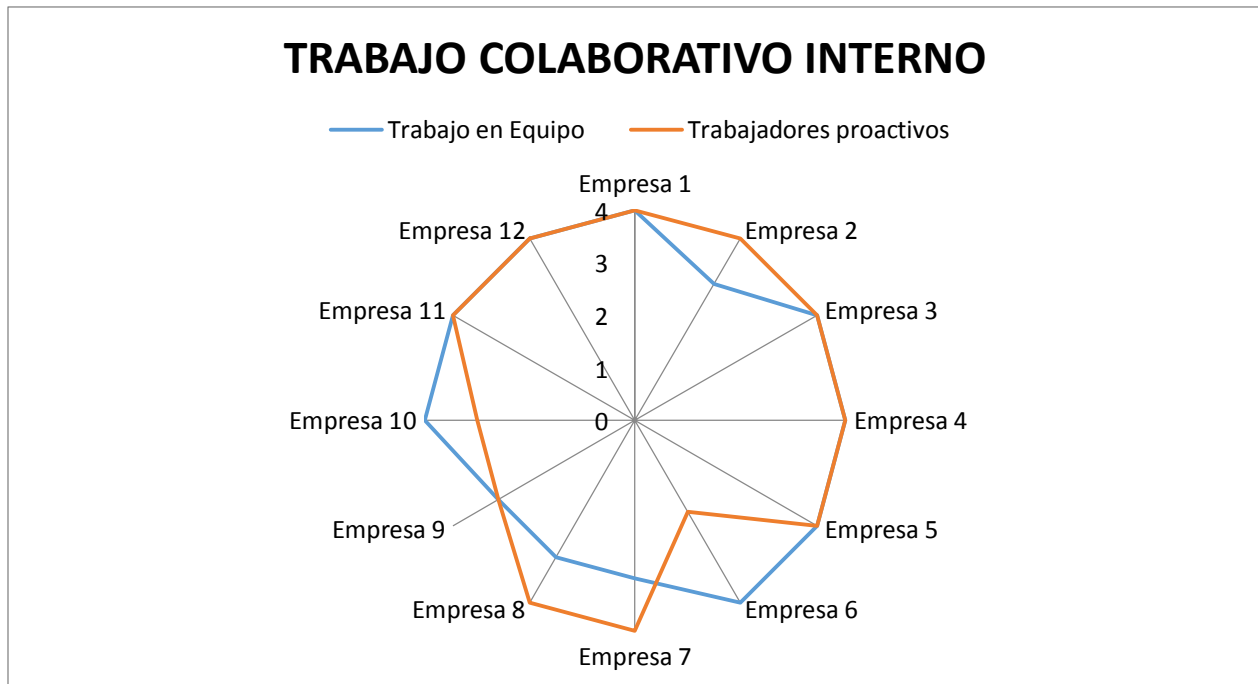 TRABAJO COLABORATIVO INTERNO
Trabajo en Equipo
Trabajadores proactivos
Empresa 1
Empresa 2
Empresa 3
Empresa 4
Empresa 5
Empresa 6
Empresa 7
Empresa 8
Empresa 9
Empresa 10
Empresa 11
Empresa 12
4
3
2
1
0